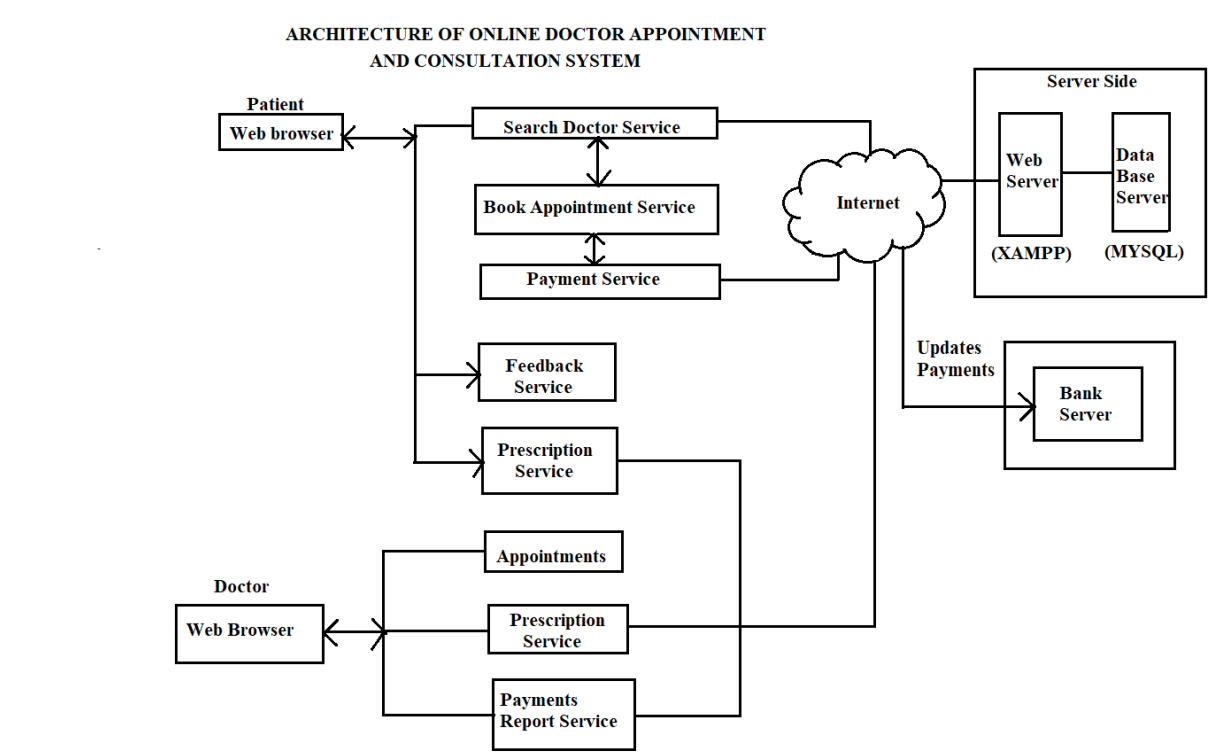 ARCHITECTURE OF ONLINE DOCTOR APPOINTMENT
AND CONSULTATION SYSTEM
Patient
Web browser
Search Doctor Service
Book Appointment Service
Payment Service
Feedback
Service
Prescription
Service
Internet
Server Side
Web
Server
(XAMPP)
Data
Base
Server
(MYSQL)
Updates
Payments
Bank
Server
Doctor
Web Browser
Appointments
Prescription
Service
Payments
Report Service